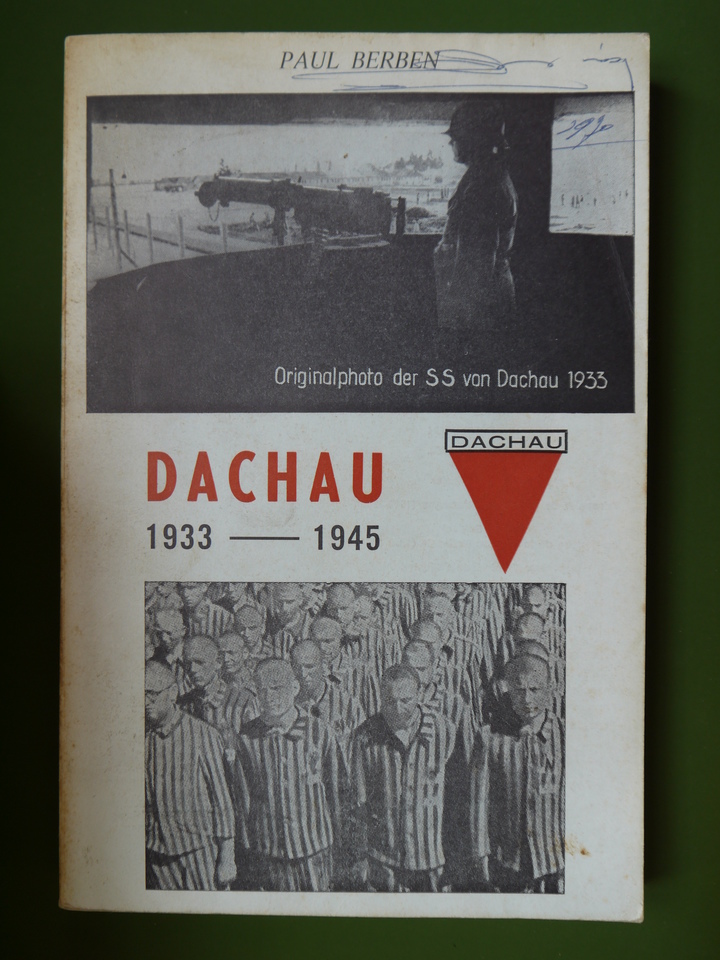 PAUL BERBEN
Originalphoto der SS von Dachau 1933
DACHAU
DACHAU
1933 — 1945